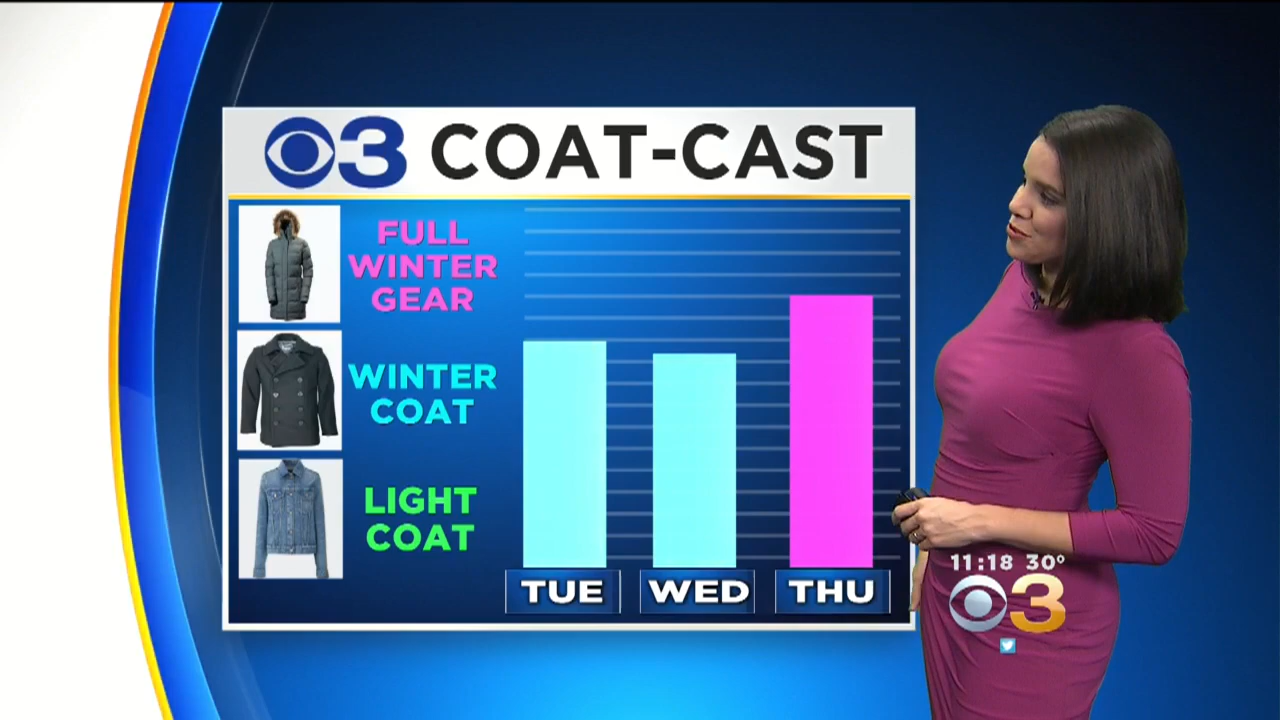 3 COAT-CAST
FULL
WINTER
GEAR
WINTER
COAT
LIGHT
COAT
TUE WED THU
11:18 30°
3